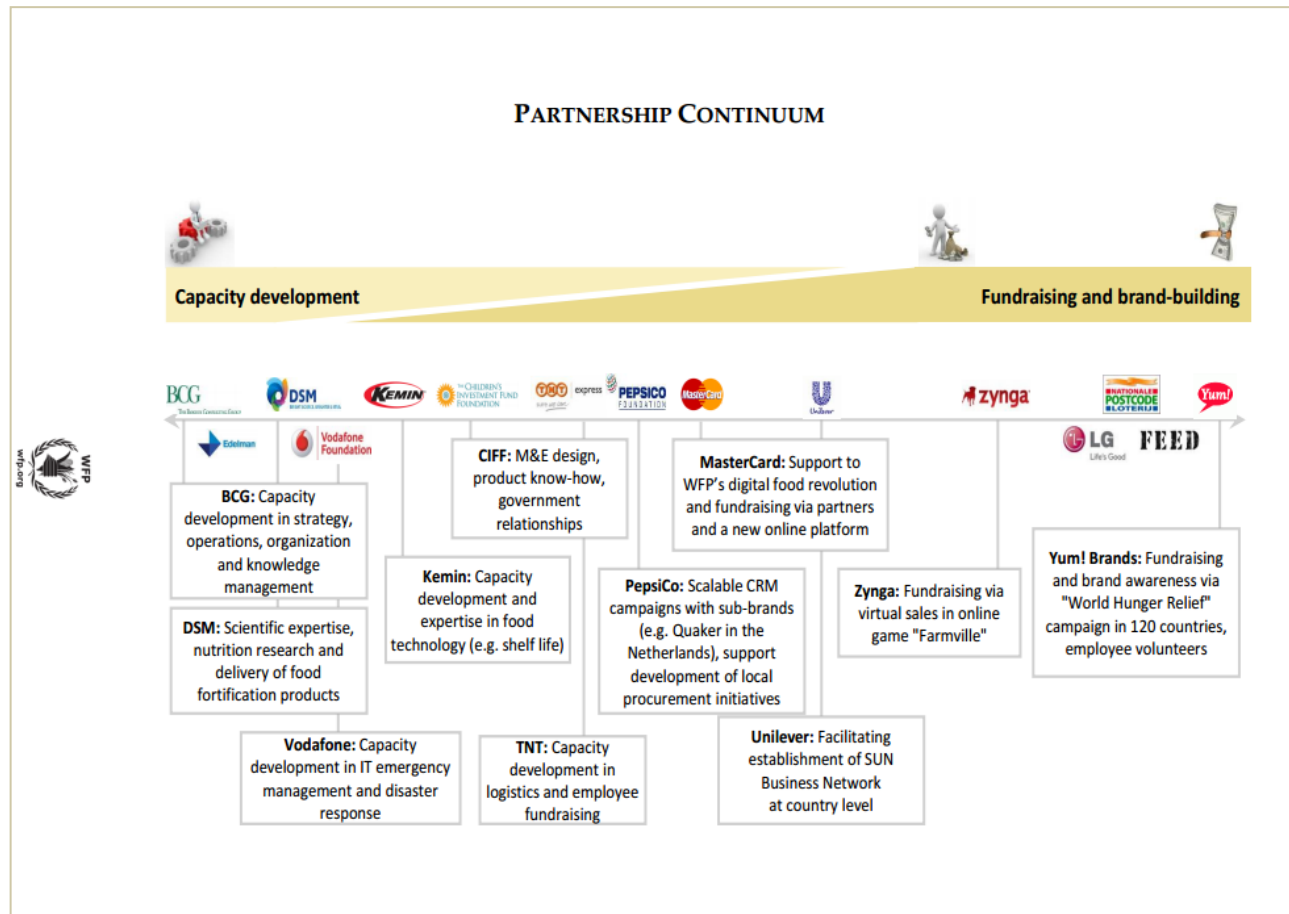 PARTNERSHIP CONTINUUM
Capacity development
Fundraising and brand-building
BCG
THE BOSTON CONSULTING GROUP
DSM
KEMIN
THE CHILDREN'S
INVESTMENT FUND
FOUNDATION
TNT express
PEPSICO
FOUNDATION
MasterCard
Unilever
zynga
NATIONALE
POSTCODE
LOTERIJ
Yum!
Edelman
Vodafone
Foundation
LG
Life's Good
FEED
WFP
wfp.org
BCG: Capacity
development in strategy,
operations, organization
and knowledge
management
DSM: Scientific expertise,
nutrition research and
delivery of food
fortification products
Vodafone: Capacity
development in IT emergency
management and disaster
response
Kemin: Capacity
development and
expertise in food
technology (e.g. shelf life)
CIFF: M&E design,
product know-how,
government
relationships
TNT: Capacity
development in
logistics and employee
fundraising
PepsiCo: Scalable CRM
campaigns with sub-brands
(e.g. Quaker in the
Netherlands), support
development of local
procurement initiatives
MasterCard: Support to
WFP's digital food revolution
and fundraising via partners
and a new online platform
Unilever: Facilitating
establishment of SUN
Business Network
at country level
Zynga: Fundraising via
virtual sales in online
game "Farmville"
Yum! Brands: Fundraising
and brand awareness via
"World Hunger Relief"
campaign in 120 countries,
employee volunteers